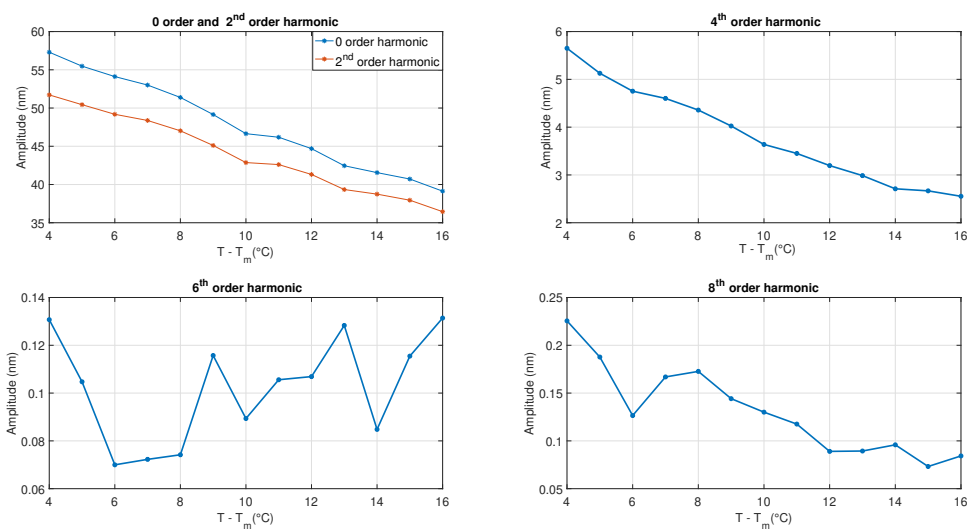 0 order and 2nd order harmonic
60
55
50
45
40
35
Amplitude (nm)
0 order harmonic
2nd order harmonic
4 6 8 10 12 14 16
T - Tm(°C)
4th order harmonic
6
5
4
3
2
Amplitude (nm)
4 6 8 10 12 14 16
T - Tm(°C)
6th order harmonic
0.14
0.12
0.1
0.08
0.06
Amplitude (nm)
4 6 8 10 12 14 16
T - Tm(°C)
8th order harmonic
0.25
0.2
0.15
0.1
0.05
Amplitude (nm)
4 6 8 10 12 14 16
T - Tm(°C)